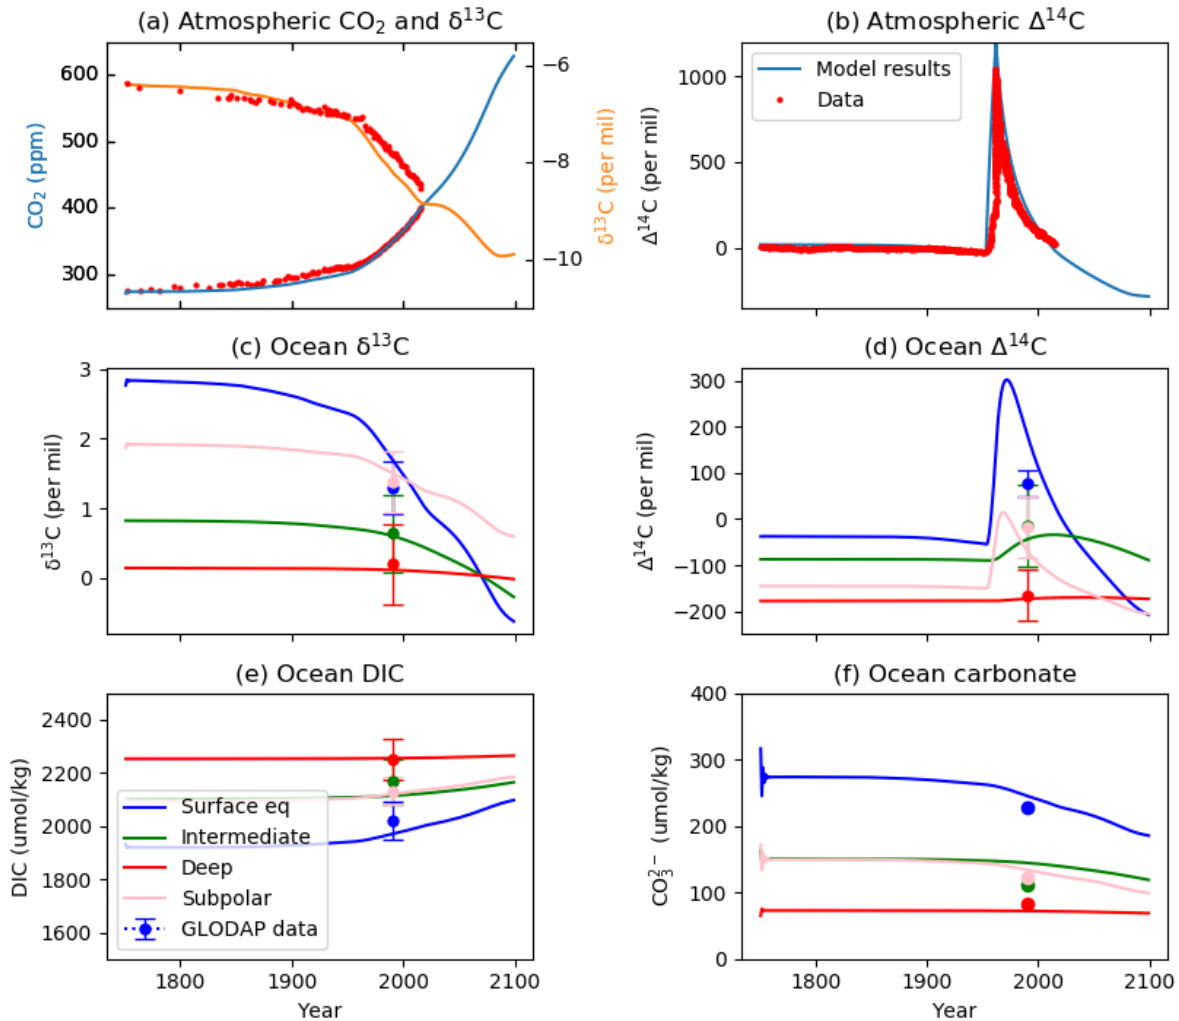 (a) Atmospheric CO₂ and δ¹³C
600
500
400
300
CO₂ (ppm)
−6
−8
−10
δ¹³C (per mil)
(b) Atmospheric Δ¹⁴C
1000
500
0
Δ¹⁴C (per mil)
Model results
Data
(c) Ocean δ¹³C
3
2
1
0
δ¹³C (per mil)
(d) Ocean Δ¹⁴C
300
200
100
0
−100
−200
Δ¹⁴C (per mil)
(e) Ocean DIC
2400
2200
2000
1800
1600
DIC (umol/kg)
Surface eq
Intermediate
Deep
Subpolar
GLODAP data
1800 1900 2000 2100
Year
(f) Ocean carbonate
400
300
200
100
0
CO₃²⁻ (umol/kg)
1800 1900 2000 2100
Year